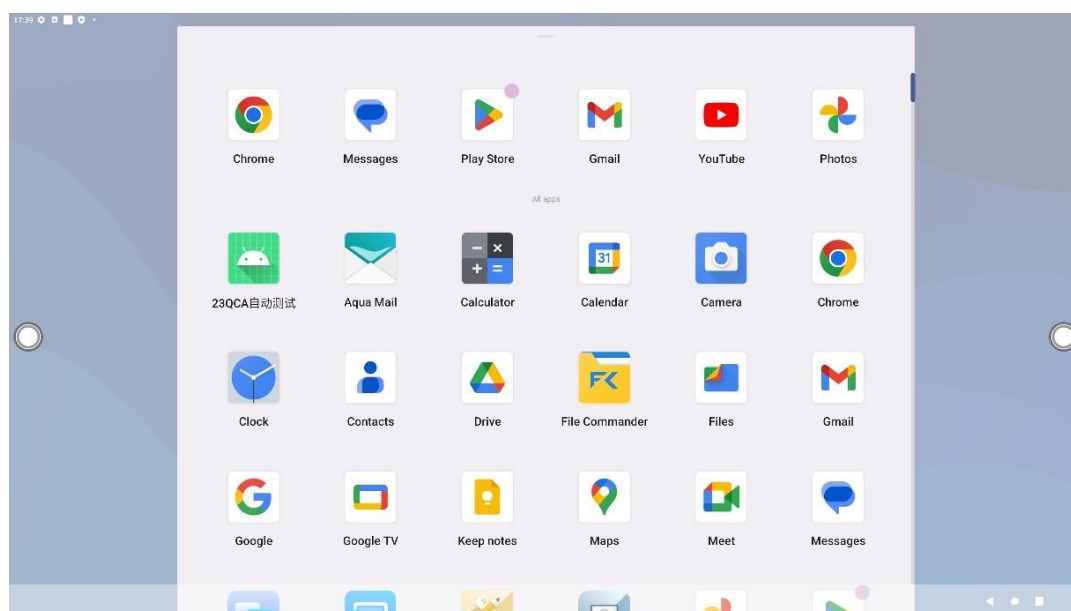 17:39
Chrome Messages Play Store Gmail YouTube Photos
All apps
23QCA自动测试 Aqua Mail Calculator Calendar Camera Chrome
31
Clock Contacts Drive File Commander Files Gmail
Google Google TV Keep notes Maps Meet Messages